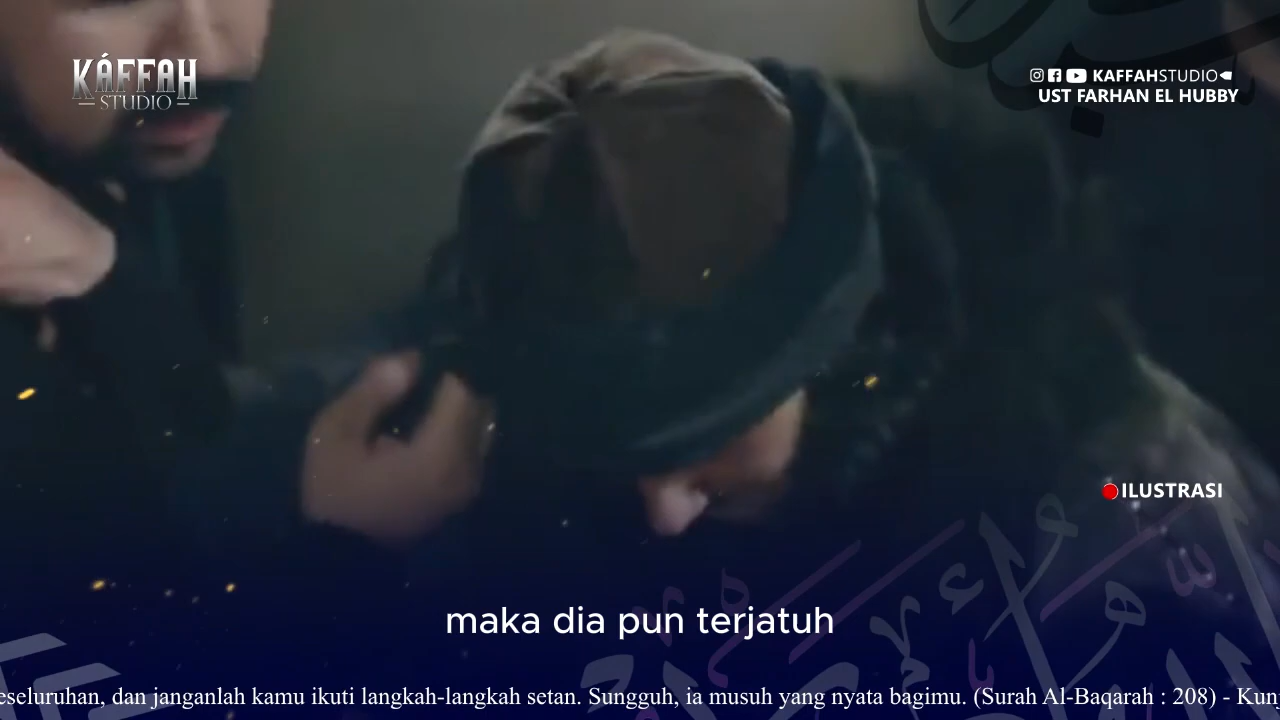 KÁFFAH
STUDIO
KAFFAHSTUDIO
UST FARHAN EL HUBBY
ILUSTRASI
maka dia pun terjatuh
eseluruhan, dan janganlah kamu ikuti langkah-langkah setan. Sungguh, ia musuh yang nyata bagimu. (Surah Al-Baqarah : 208) - Kun